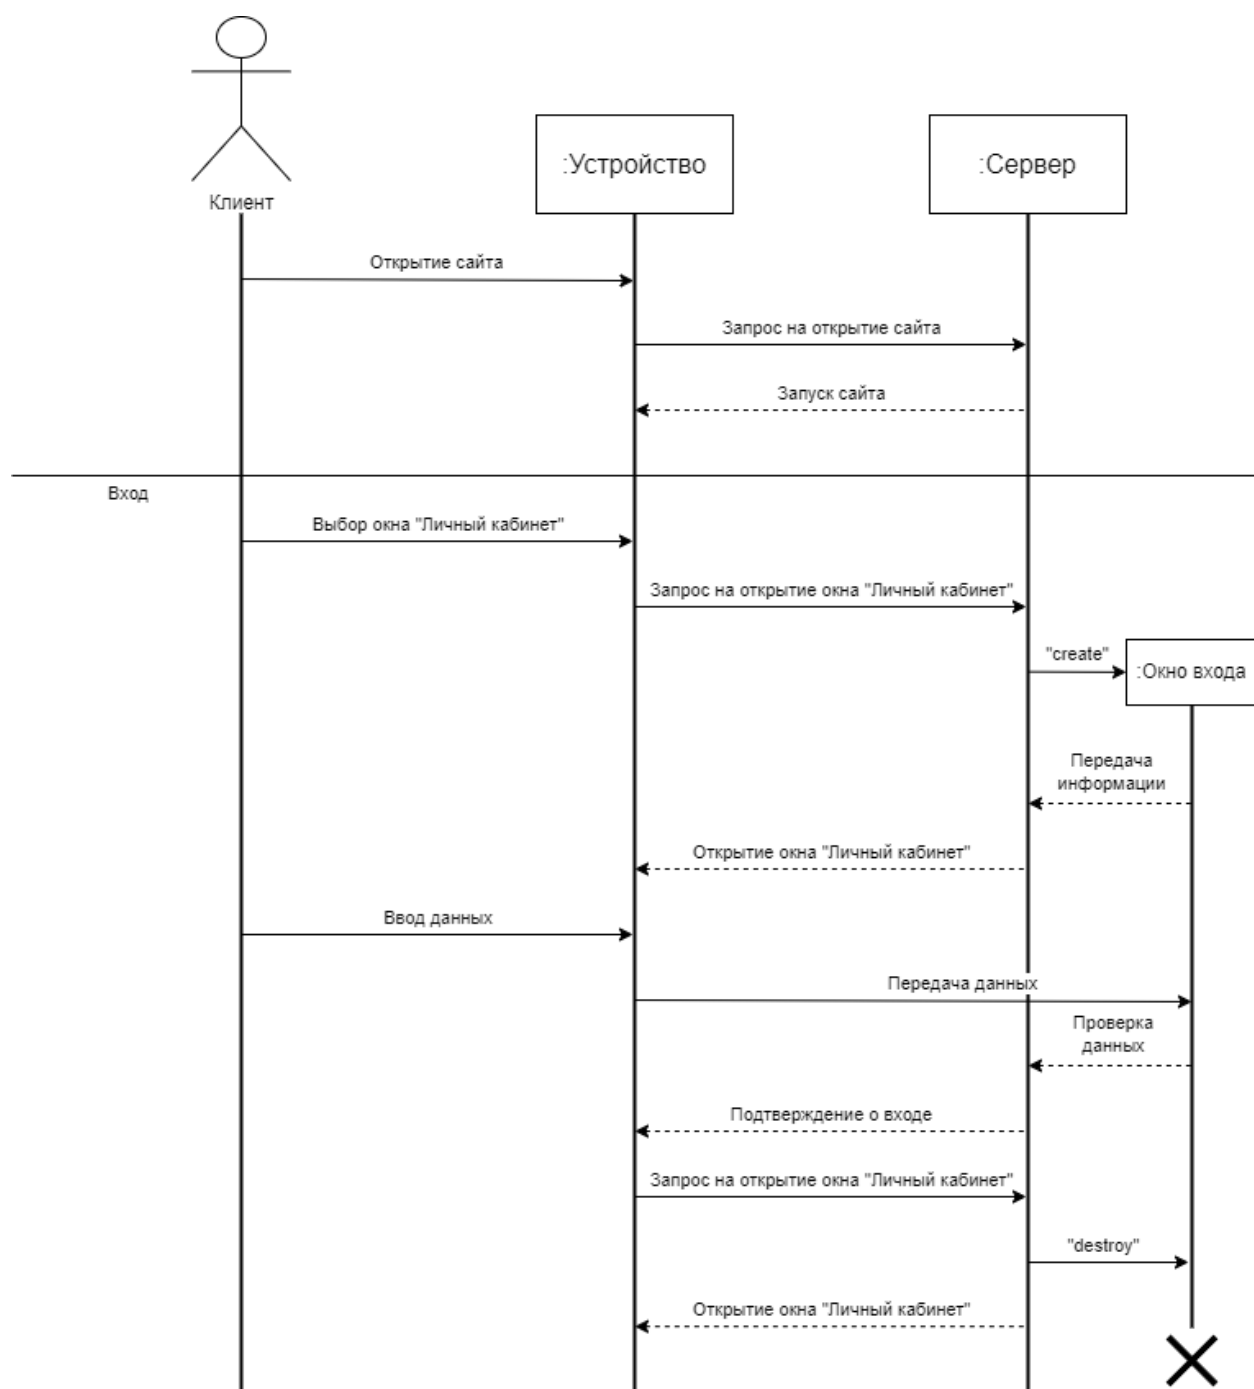 Клиент
:Устройство
:Сервер
Открытие сайта
Запрос на открытие сайта
Запуск сайта
Вход
Выбор окна "Личный кабинет"
Запрос на открытие окна "Личный кабинет"
"create"
:Окно входа
Передача
информации
Открытие окна "Личный кабинет"
Ввод данных
Передача данных
Проверка
данных
Подтверждение о входе
Запрос на открытие окна "Личный кабинет"
"destroy"
Открытие окна "Личный кабинет"